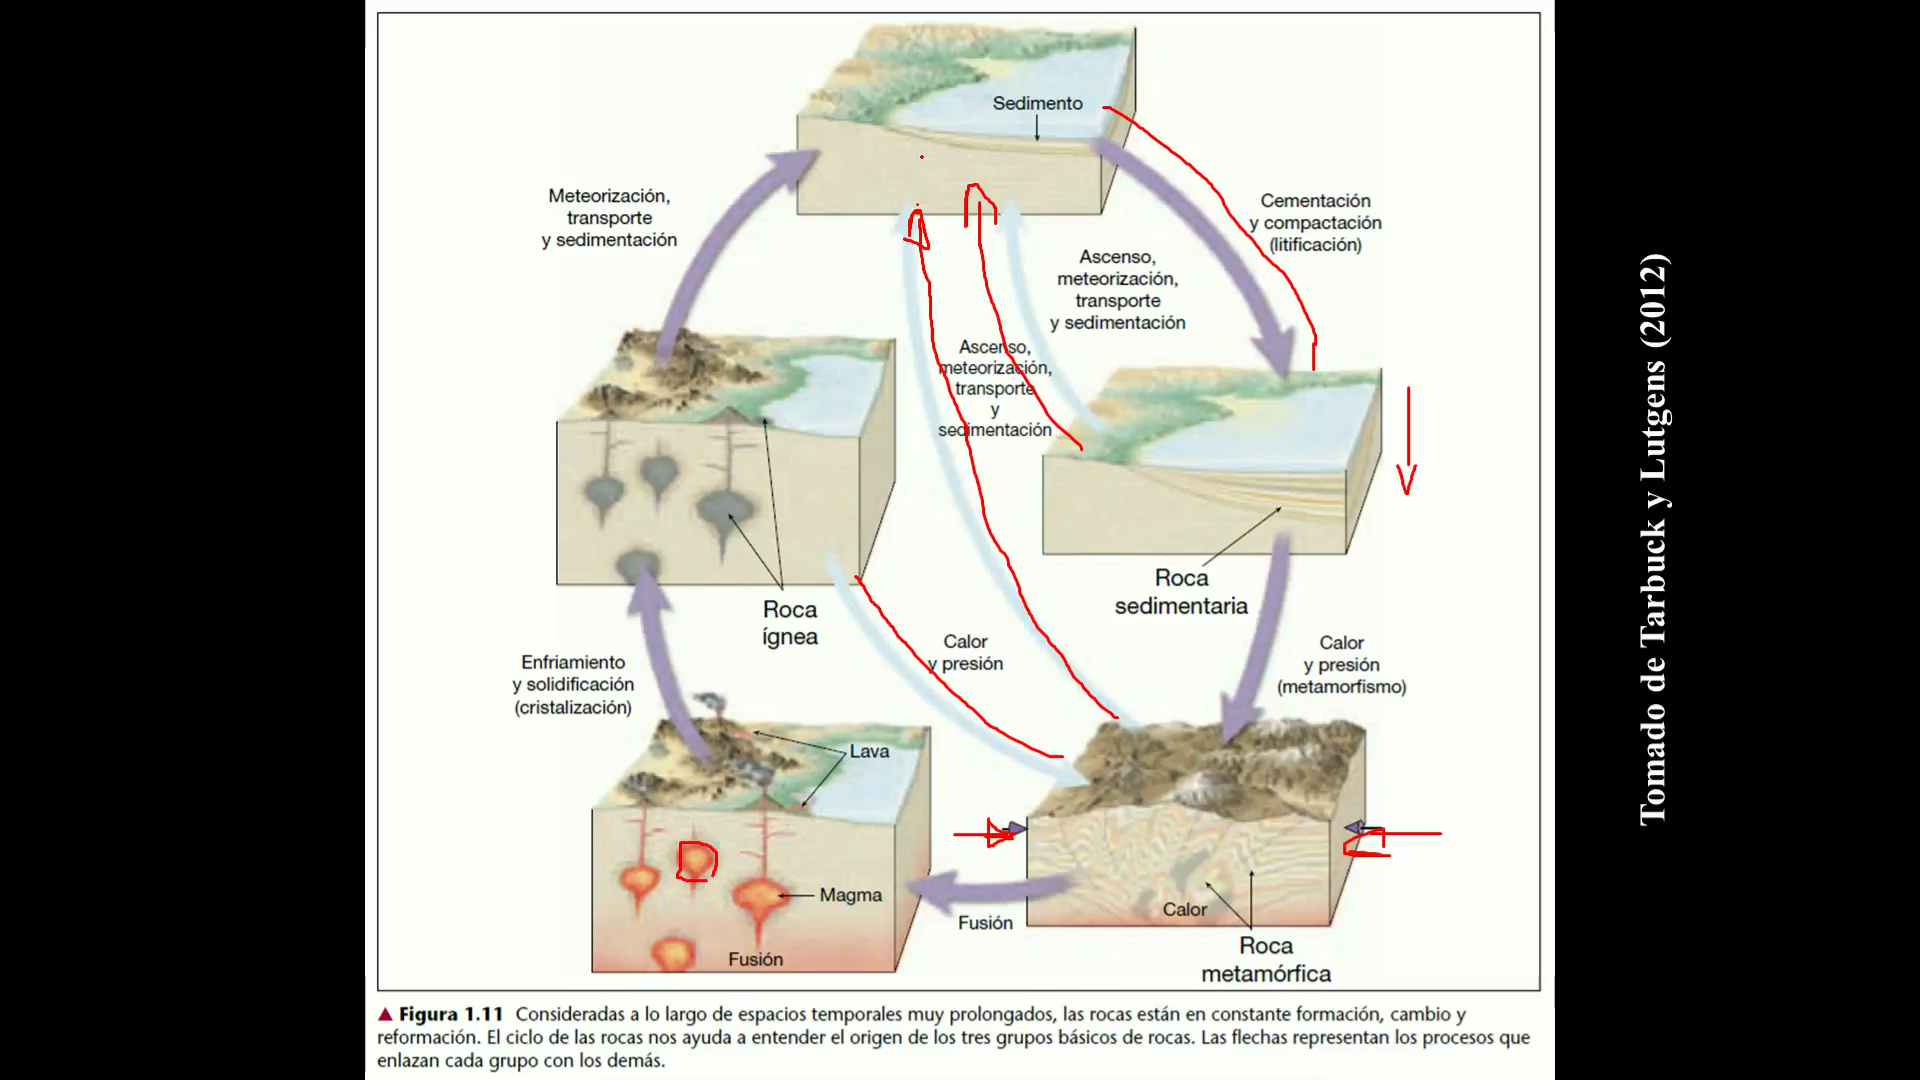 Sedimento
Meteorización,
transporte
y sedimentación
Cementación
y compactación
(litificación)
Ascenso,
meteorización,
transporte
y sedimentación
Ascenso,
meteorización,
transporte
y
sedimentación
Roca
ígnea
Roca
sedimentaria
Calor
y presión
Calor
y presión
(metamorfismo)
Enfriamiento
y solidificación
(cristalización)
Lava
Magma
Fusión
Fusión
Calor
Roca
metamórfica
▲ Figura 1.11 Consideradas a lo largo de espacios temporales muy prolongados, las rocas están en constante formación, cambio y
reformación. El ciclo de las rocas nos ayuda a entender el origen de los tres grupos básicos de rocas. Las flechas representan los procesos que
enlazan cada grupo con los demás.
Tomado de Tarbuck y Lutgens (2012)